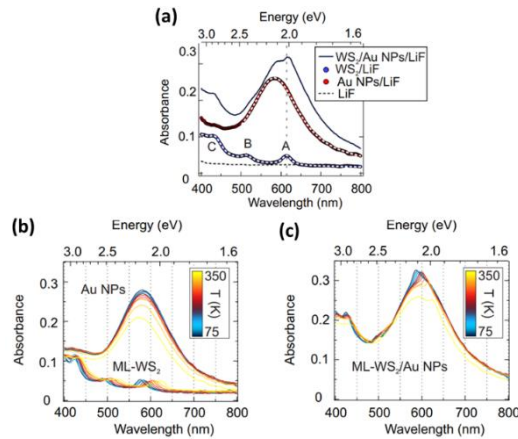 (a)
Energy (eV)
3.0 2.4 2.0 1.6
WS2/Au NPs/LiF
WS2/LiF
Au NPs/LiF
LiF
0.3
0.2
0.1
0
Absorbance
C B A
400 500 600 700 800
Wavelength (nm)
(b)
Energy (eV)
3.0 2.4 2.0 1.6
0.3
0.2
0.1
0
Absorbance
Au NPs
350
T (K)
75
ML-WS2
400 500 600 700 800
Wavelength (nm)
(c)
Energy (eV)
3.0 2.4 2.0 1.6
0.3
0.2
0.1
0
Absorbance
350
T (K)
75
ML-WS2/Au NPs
400 500 600 700 800
Wavelength (nm)